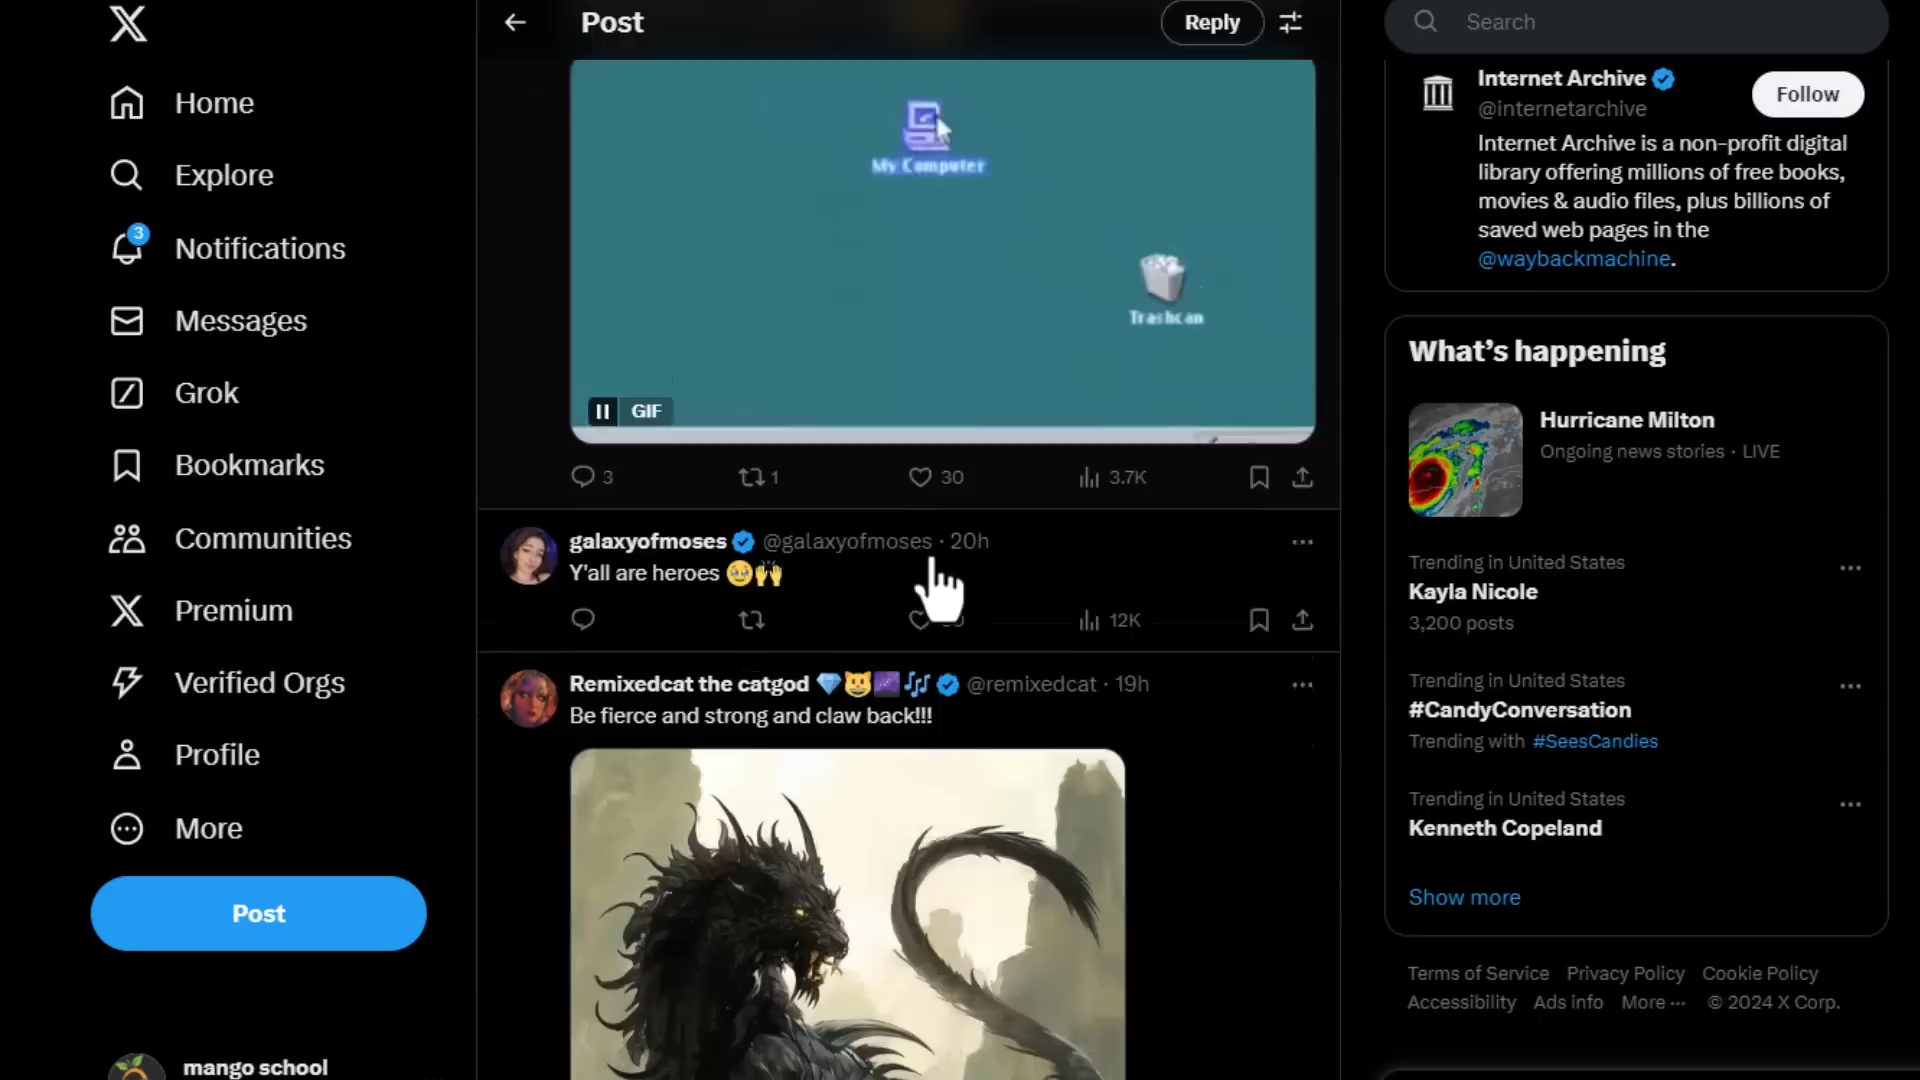 Home
Explore
3
Notifications
Messages
Grok
Bookmarks
Communities
Premium
Verified Orgs
Profile
More
Post
mango school
Post
Reply
My Computer
Trashcan
GIF
3
1
30
3.7K
galaxyofmoses @galaxyofmoses · 20h
Y'all are heroes 🥹🙌
12K
Remixedcat the catgod 💎😺🌌🎶 @remixedcat · 19h
Be fierce and strong and claw back!!!
Search
Internet Archive
@internetarchive
Follow
Internet Archive is a non-profit digital
library offering millions of free books,
movies & audio files, plus billions of
saved web pages in the
@waybackmachine.
What's happening
Hurricane Milton
Ongoing news stories · LIVE
Trending in United States
Kayla Nicole
3,200 posts
Trending in United States
#CandyConversation
Trending with #SeesCandies
Trending in United States
Kenneth Copeland
Show more
Terms of Service Privacy Policy Cookie Policy
Accessibility Ads info More ··· © 2024 X Corp.